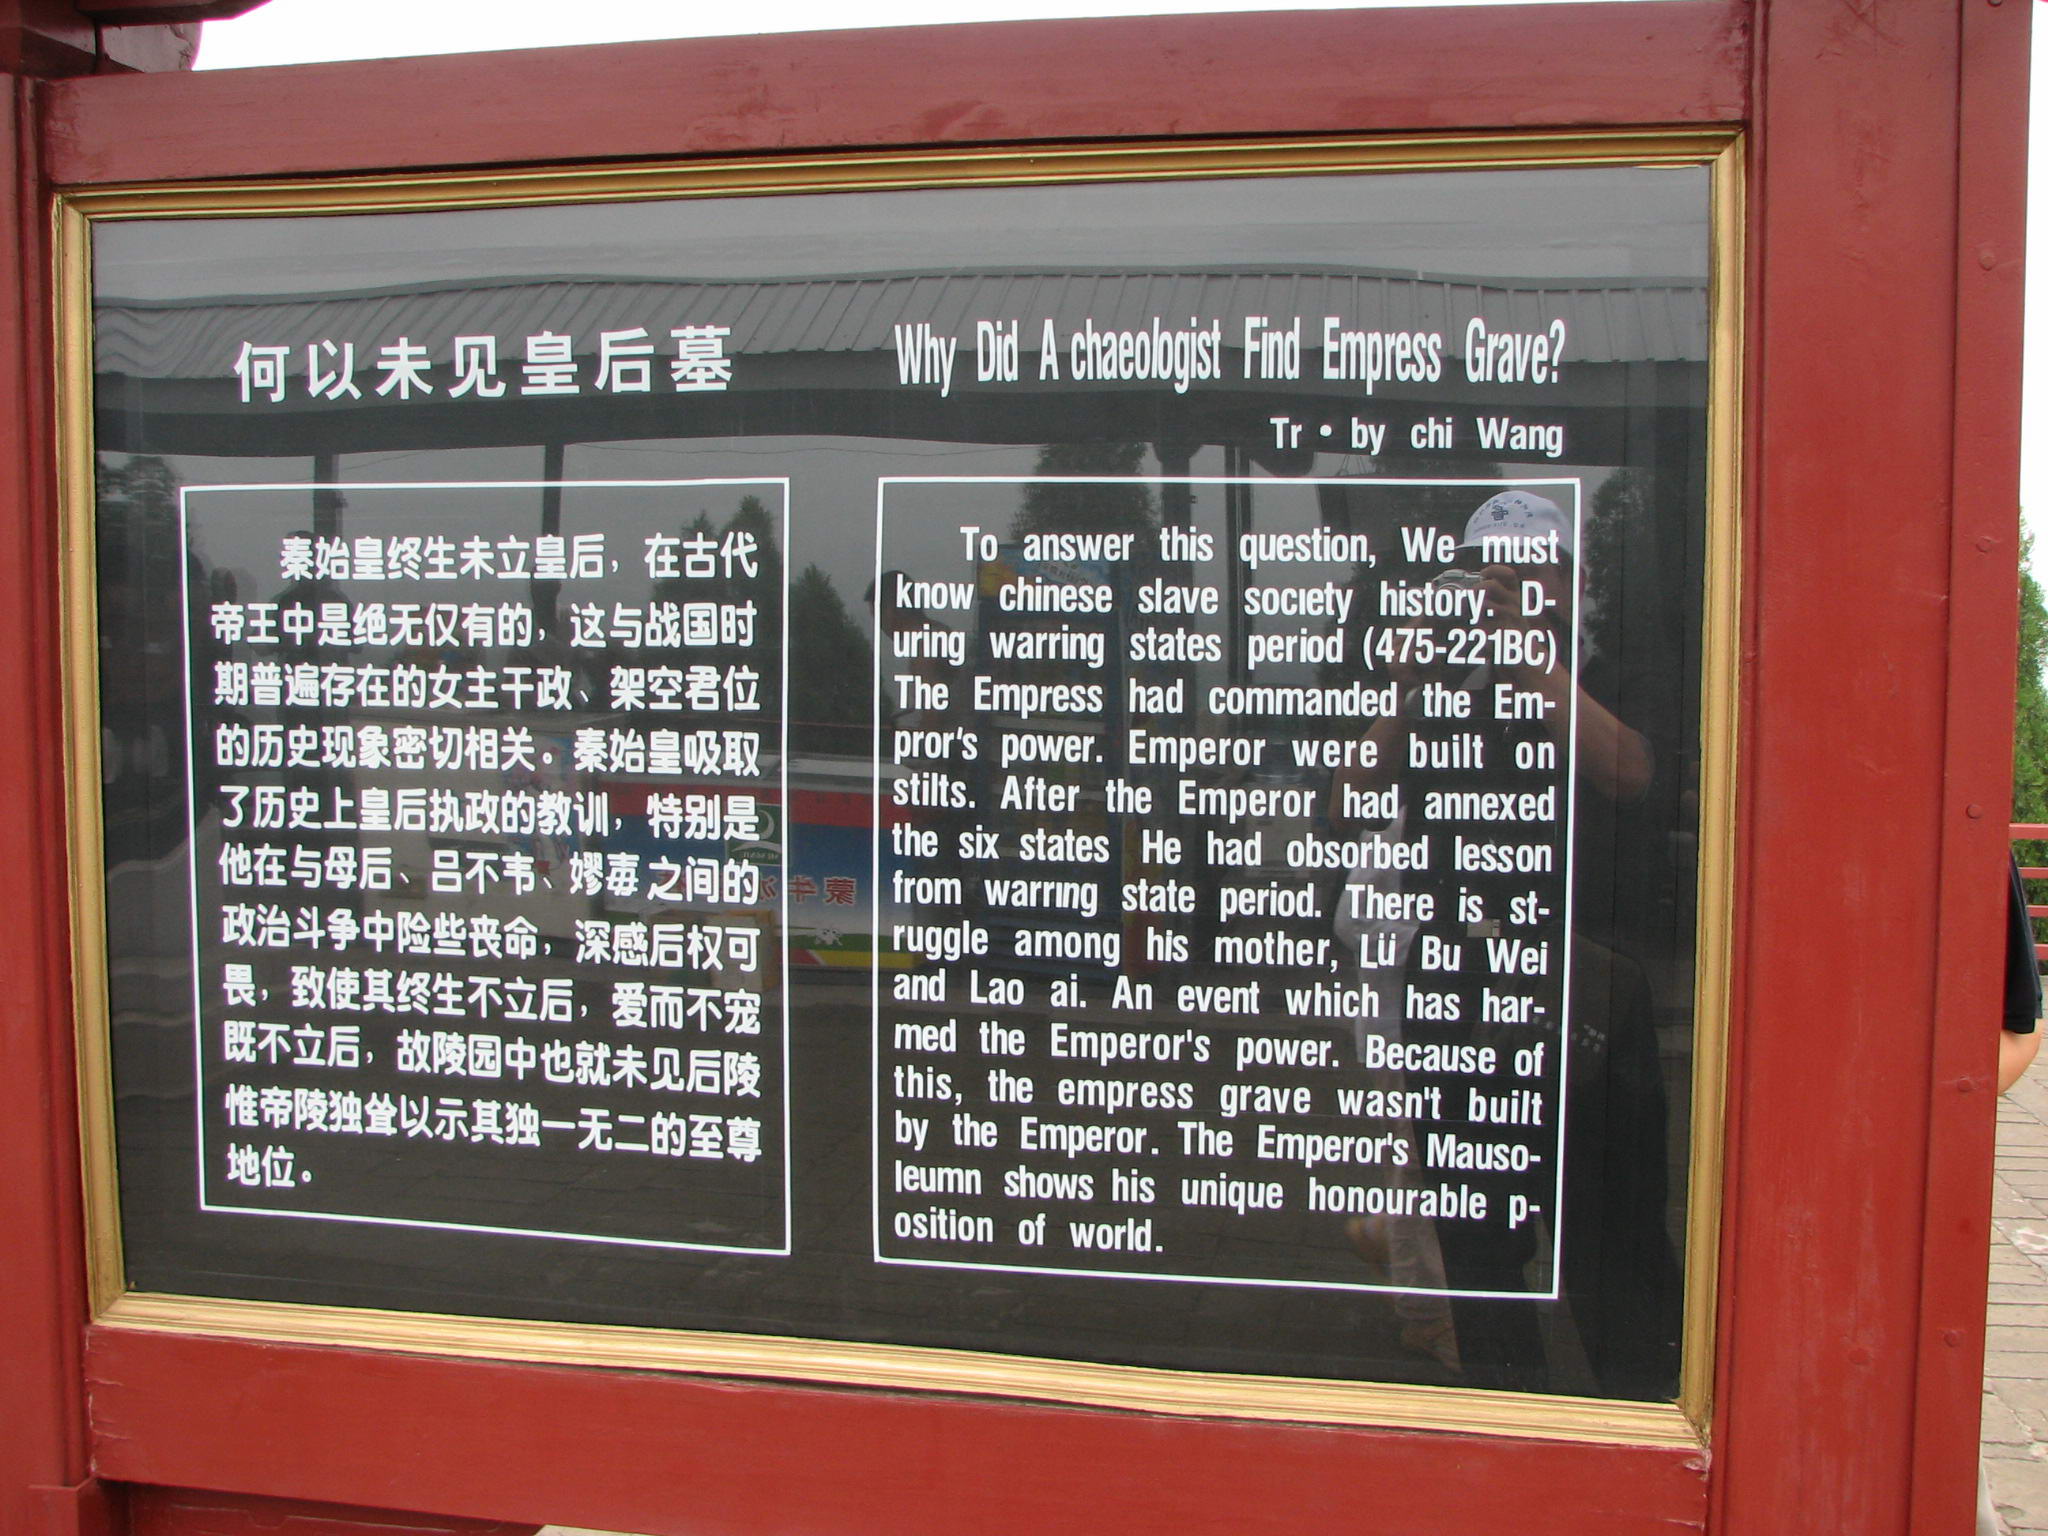 何以未见皇后墓
秦始皇终生未立皇后，在古代
帝王中是绝无仅有的，这与战国时
期普遍存在的女主干政、架空君位
的历史现象密切相关。秦始皇吸取
了历史上皇后执政的教训，特别是
他在与母后、吕不韦、嫪毐之间的
政治斗争中险些丧命，深感后权可
畏，致使其终生不立后，爱而不宠
既不立后，故陵园中也就未见后陵
惟帝陵独耸以示其独一无二的至尊
地位。
Why Did A chaeologist Find Empress Grave?
Tr • by chi Wang
To answer this question, We must
know chinese slave society history. D-
uring warring states period (475-221BC)
The Empress had commanded the Em-
pror's power. Emperor were built on
stilts. After the Emperor had annexed
the six states He had obsorbed lesson
from warring state period. There is st-
ruggle among his mother, Lü Bu Wei
and Lao ai. An event which has har-
med the Emperor's power. Because of
this, the empress grave wasn't built
by the Emperor. The Emperor's Mauso-
leumn shows his unique honourable p-
osition of world.